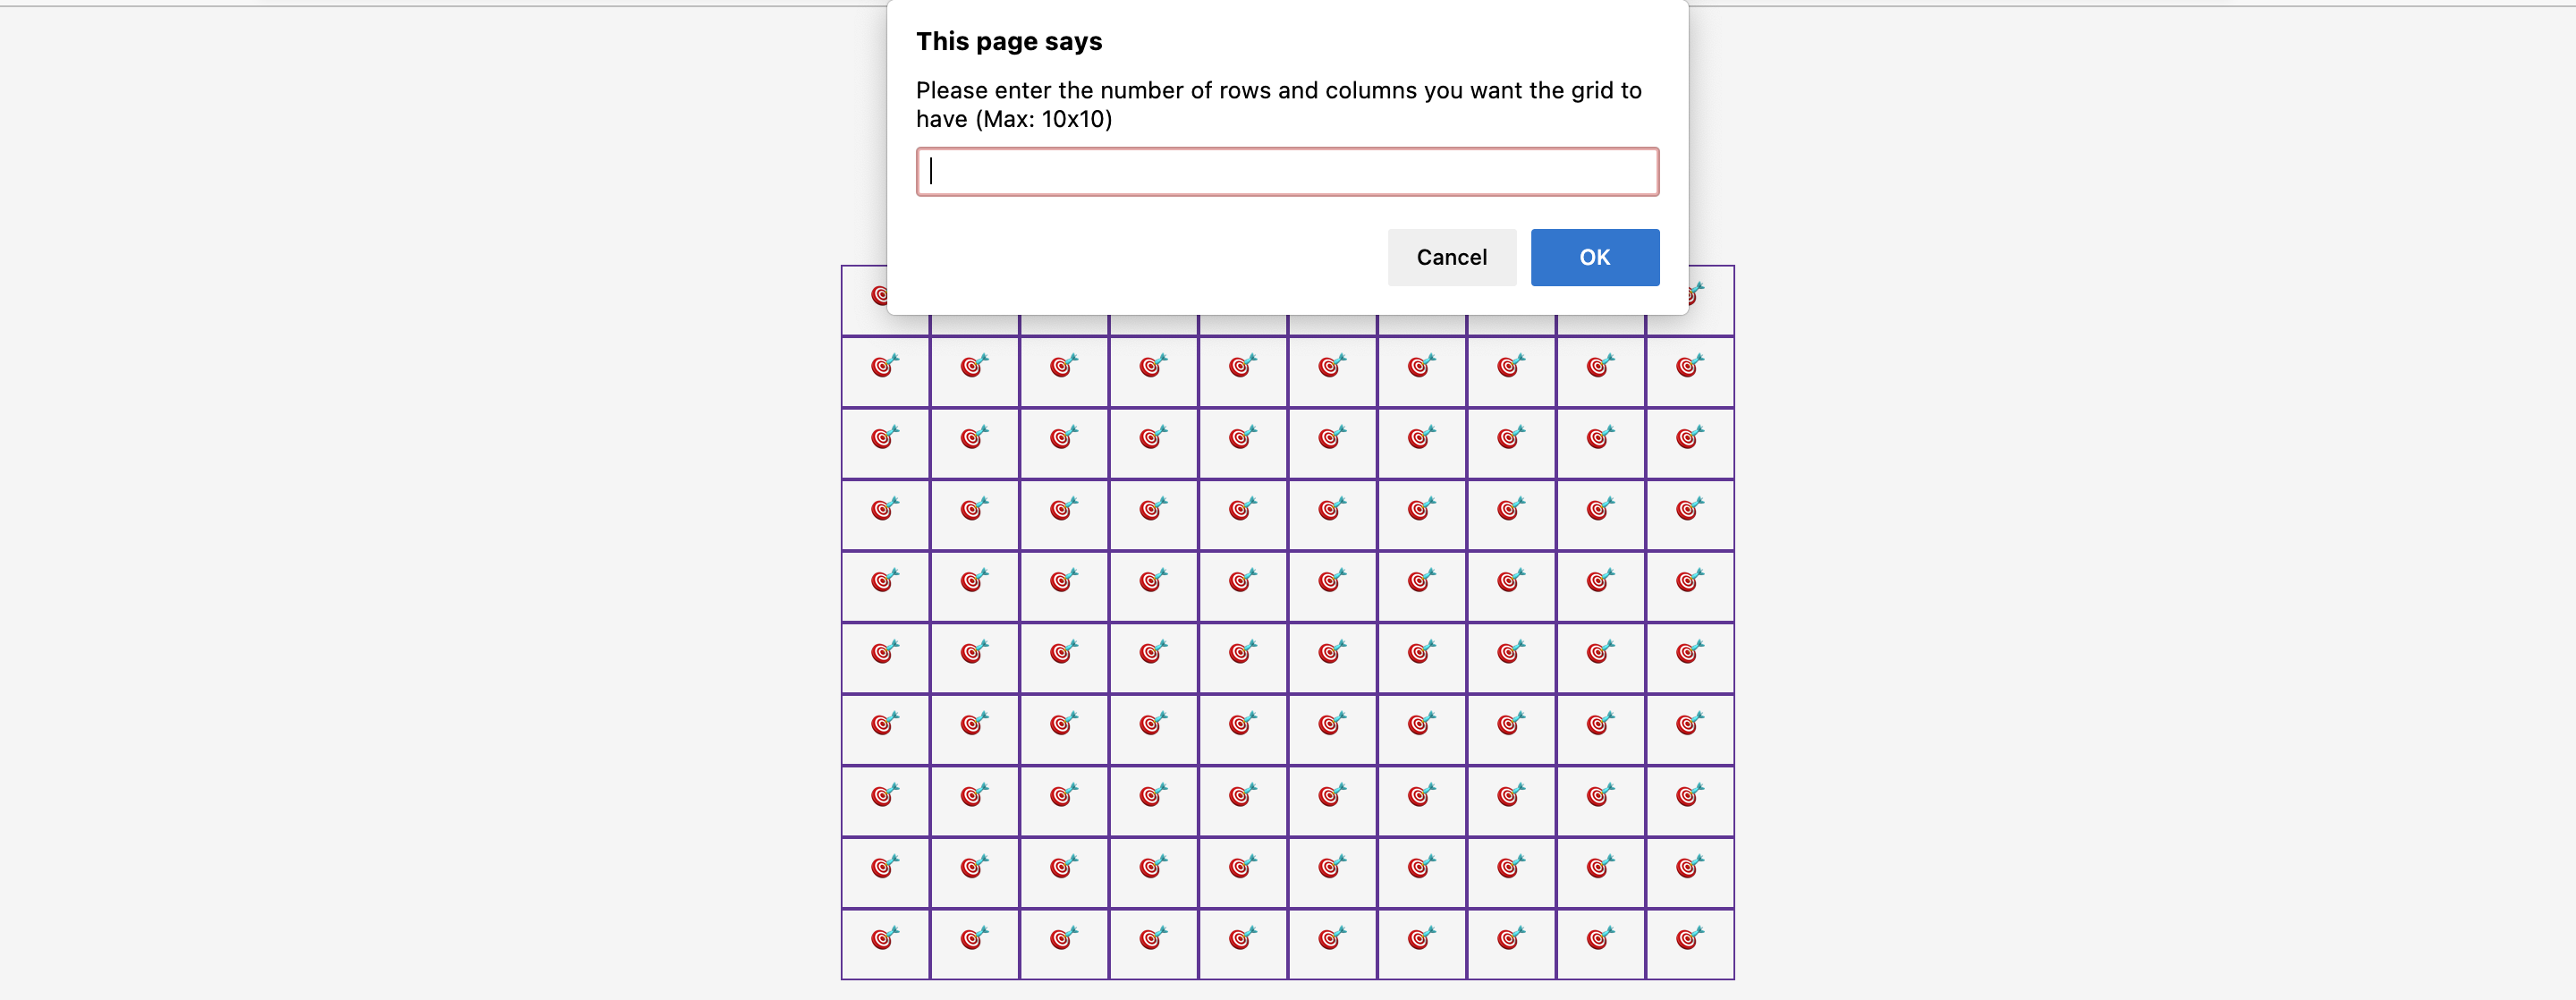 This page says
Please enter the number of rows and columns you want the grid to
have (Max: 10x10)
Cancel
OK